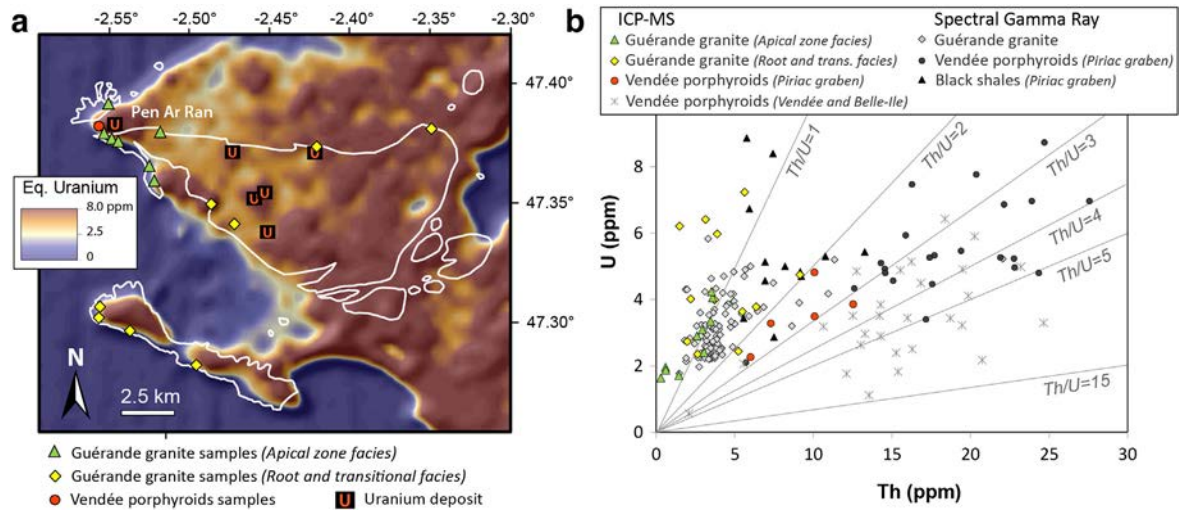 a
-2.55° -2.50° -2.45° -2.40° -2.35° -2.30°
47.40°
47.35°
47.30°
Pen Ar Ran
U
U
U
U
U
U
Eq. Uranium
8.0 ppm
2.5
0
N
2.5 km
Guérande granite samples (Apical zone facies)
Guérande granite samples (Root and transitional facies)
Vendée porphyroids samples
U Uranium deposit
b
ICP-MS
Guérande granite (Apical zone facies)
Guérande granite (Root and trans. facies)
Vendée porphyroids (Piriac graben)
Vendée porphyroids (Vendée and Belle-Ile)
Spectral Gamma Ray
Guérande granite
Vendée porphyroids (Piriac graben)
Black shales (Piriac graben)
Th/U=1
Th/U=2
Th/U=3
Th/U=4
Th/U=5
Th/U=15
U (ppm)
8
6
4
2
0
0 5 10 15 20 25 30
Th (ppm)